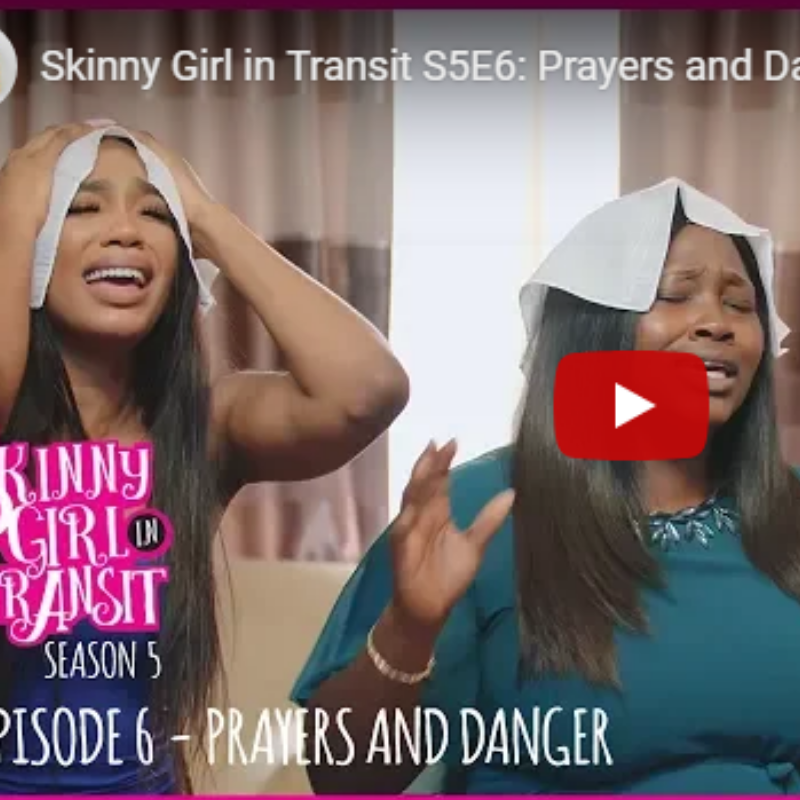 Skinny Girl in Transit S5E6: Prayers and Da
KINNY
GIRL IN
RANSIT
SEASON 5
PISODE 6 - PRAYERS AND DANGER